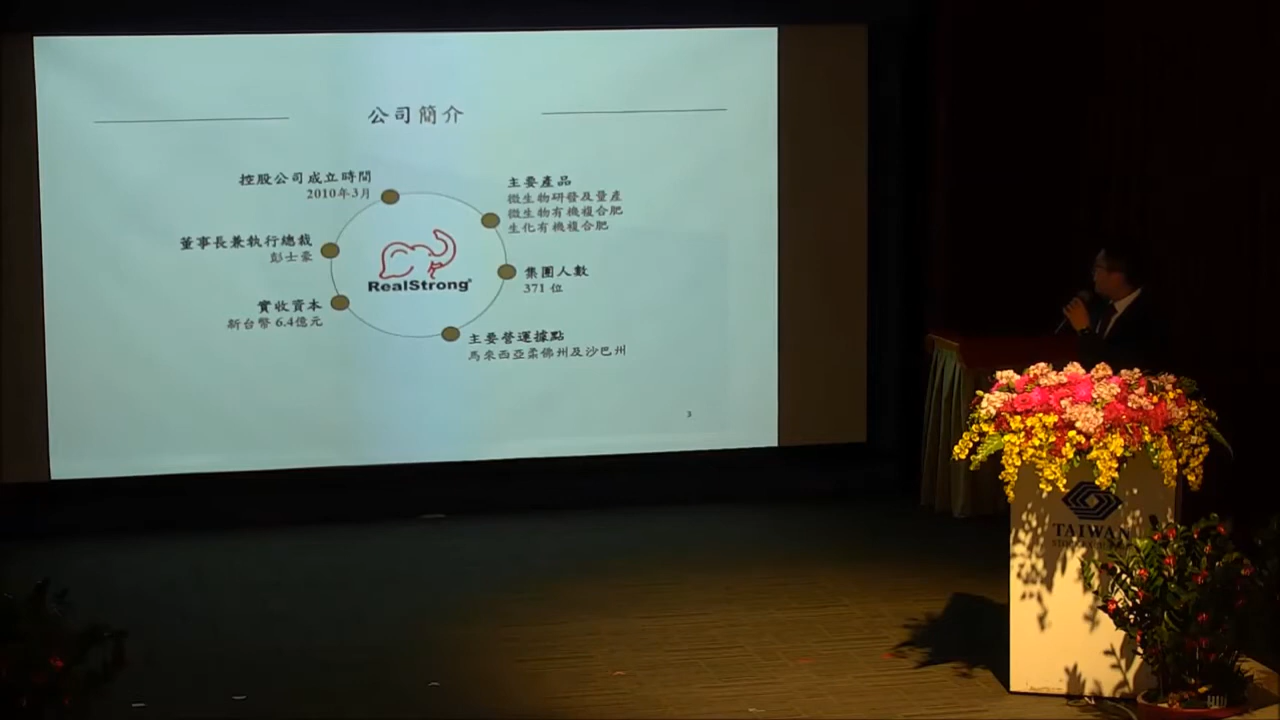 公司簡介
控股公司成立時間
2010年3月
董事長兼執行總裁
彭士豪
實收資本
新台幣 6.4億元
主要產品
微生物研發及量產
微生物有機複合肥
生化有機複合肥
集團人數
371 位
主要營運據點
馬來西亞柔佛州及沙巴州
RealStrong
3
TAIWAN